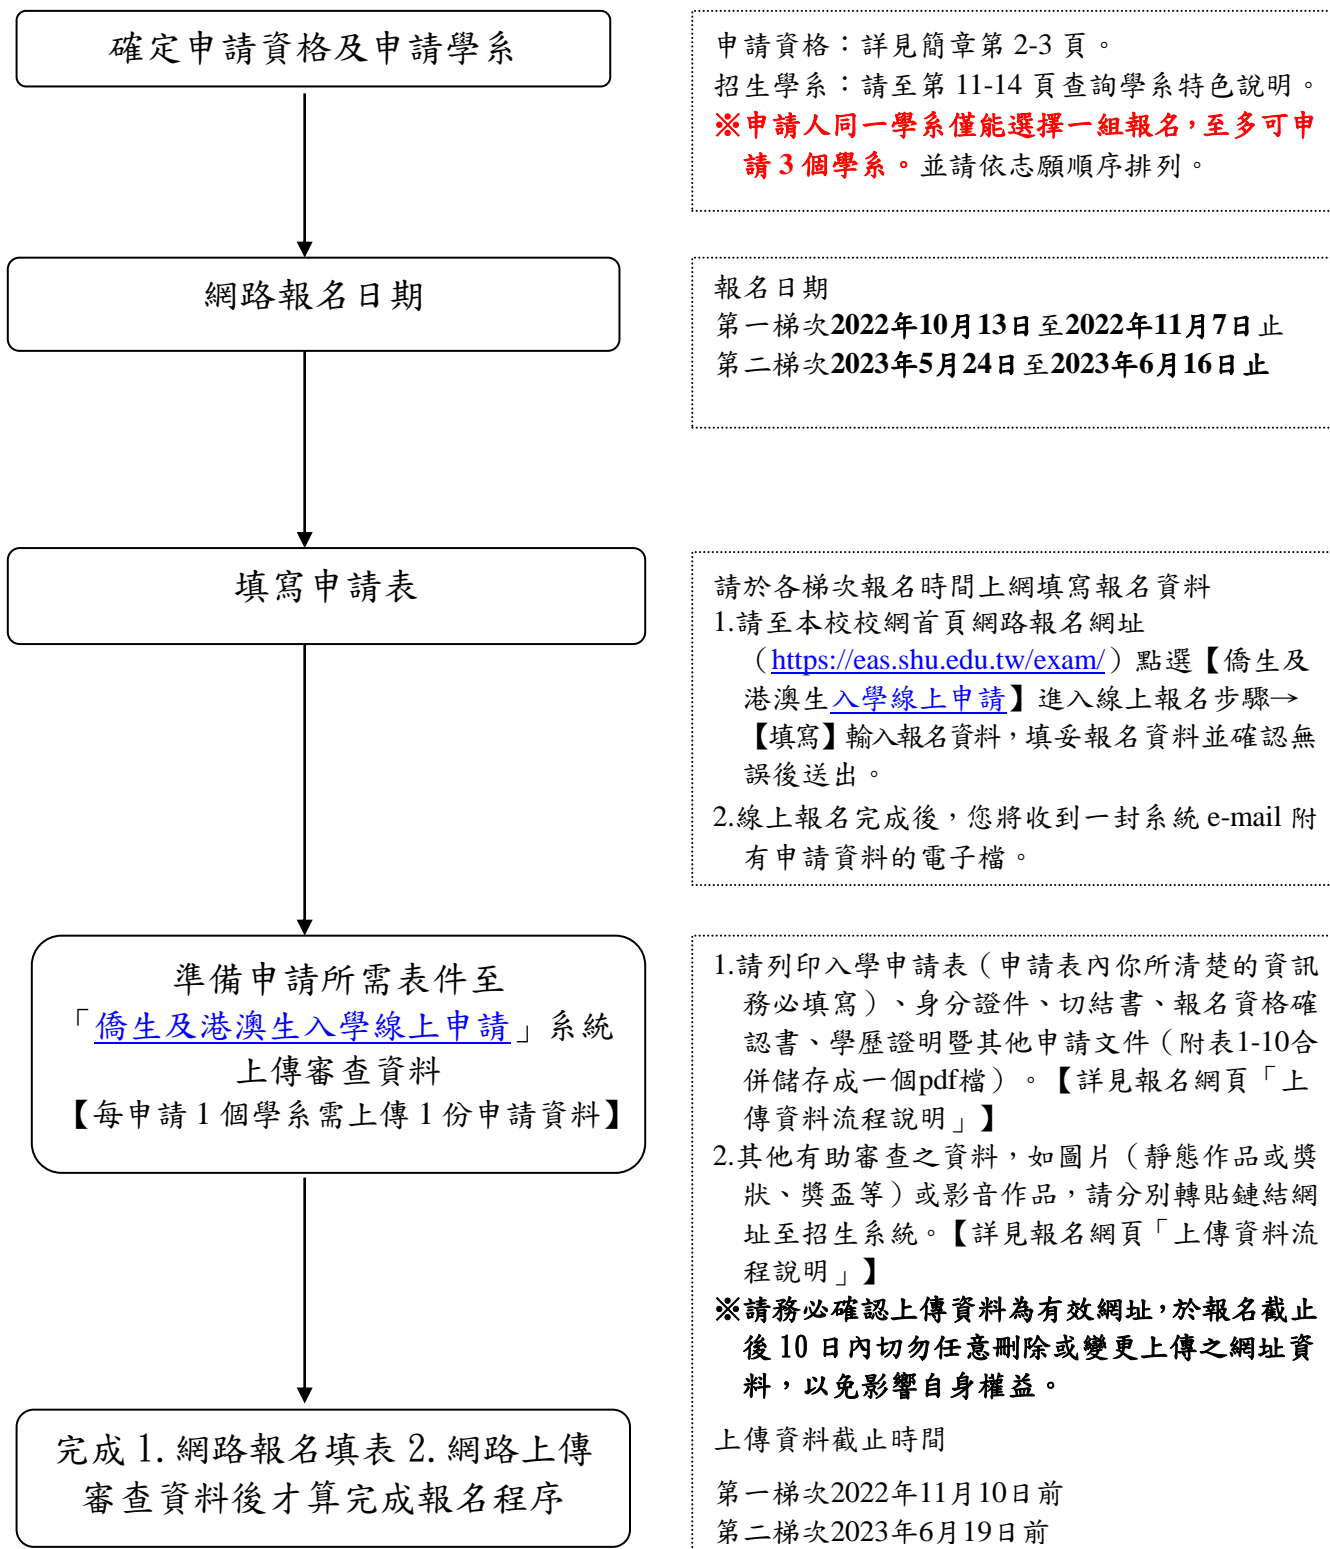 確定申請資格及申請學系
申請資格：詳見簡章第 2-3 頁。
招生學系：請至第 11-14 頁查詢學系特色說明。
※申請人同一學系僅能選擇一組報名，至多可申
請 3 個學系。並請依志願順序排列。
網路報名日期
報名日期
第一梯次2022年10月13日至2022年11月7日止
第二梯次2023年5月24日至2023年6月16日止
填寫申請表
請於各梯次報名時間上網填寫報名資料
1.請至本校校網首頁網路報名網址
（https://eas.shu.edu.tw/exam/）點選【僑生及
港澳生入學線上申請】進入線上報名步驟→
【填寫】輸入報名資料，填妥報名資料並確認無
誤後送出。
2.線上報名完成後，您將收到一封系統 e-mail 附
有申請資料的電子檔。
準備申請所需表件至
「僑生及港澳生入學線上申請」系統
上傳審查資料
【每申請 1 個學系需上傳 1 份申請資料】
1.請列印入學申請表（申請表內你所清楚的資訊
務必填寫）、身分證件、切結書、報名資格確
認書、學歷證明暨其他申請文件（附表1-10合
併儲存成一個pdf檔）。【詳見報名網頁「上
傳資料流程說明」】
2.其他有助審查之資料，如圖片（靜態作品或獎
狀、獎盃等）或影音作品，請分別轉貼鏈結網
址至招生系統。【詳見報名網頁「上傳資料流
程說明」】
※請務必確認上傳資料為有效網址，於報名截止
後 10 日內切勿任意刪除或變更上傳之網址資
料，以免影響自身權益。
上傳資料截止時間
第一梯次2022年11月10日前
第二梯次2023年6月19日前
完成 1. 網路報名填表 2. 網路上傳
審查資料後才算完成報名程序